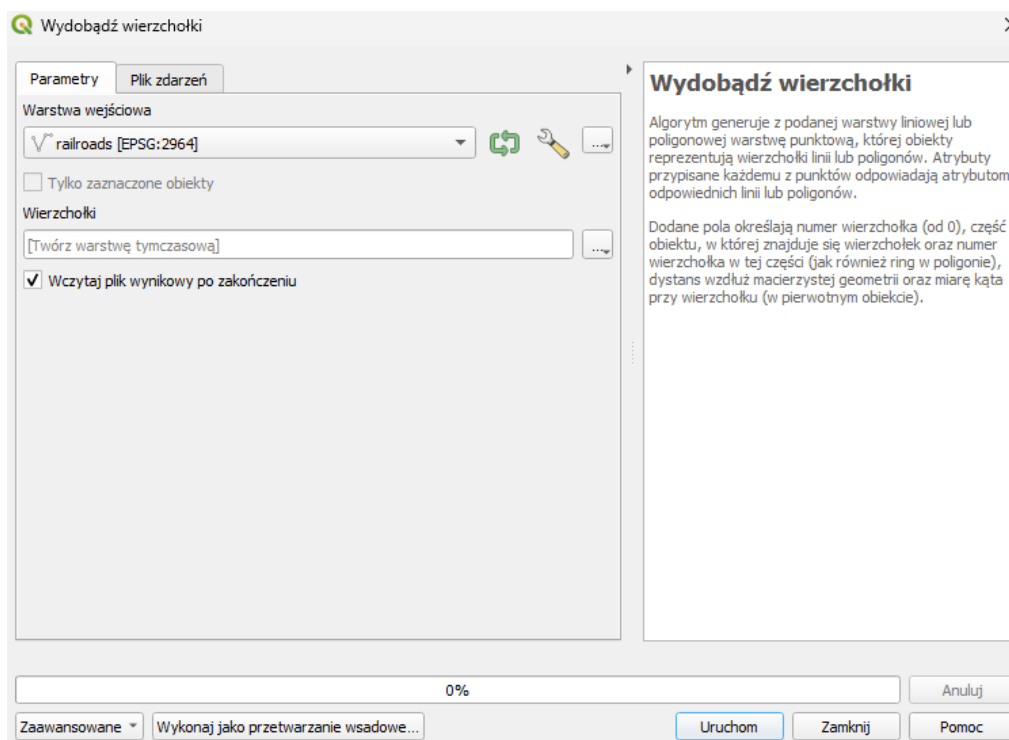 Wydobądź wierzchołki
Parametry
Plik zdarzeń
Warstwa wejściowa
railroads [EPSG:2964]
...
Tylko zaznaczone obiekty
Wierzchołki
[Twórz warstwę tymczasową]
...
Wczytaj plik wynikowy po zakończeniu
Wydobądź wierzchołki
Algorytm generuje z podanej warstwy liniowej lub
poligonowej warstwę punktową, której obiekty
reprezentują wierzchołki linii lub poligonów. Atrybuty
przypisane każdemu z punktów odpowiadają atrybutom
odpowiednich linii lub poligonów.
Dodane pola określają numer wierzchołka (od 0), część
obiektu, w której znajduje się wierzchołek oraz numer
wierzchołka w tej części (jak również ring w poligonie),
dystans wzdłuż macierzystej geometrii oraz miarę kąta
przy wierzchołku (w pierwotnym obiekcie).
0%
Anuluj
Zaawansowane
Wykonaj jako przetwarzanie wsadowe...
Uruchom
Zamknij
Pomoc